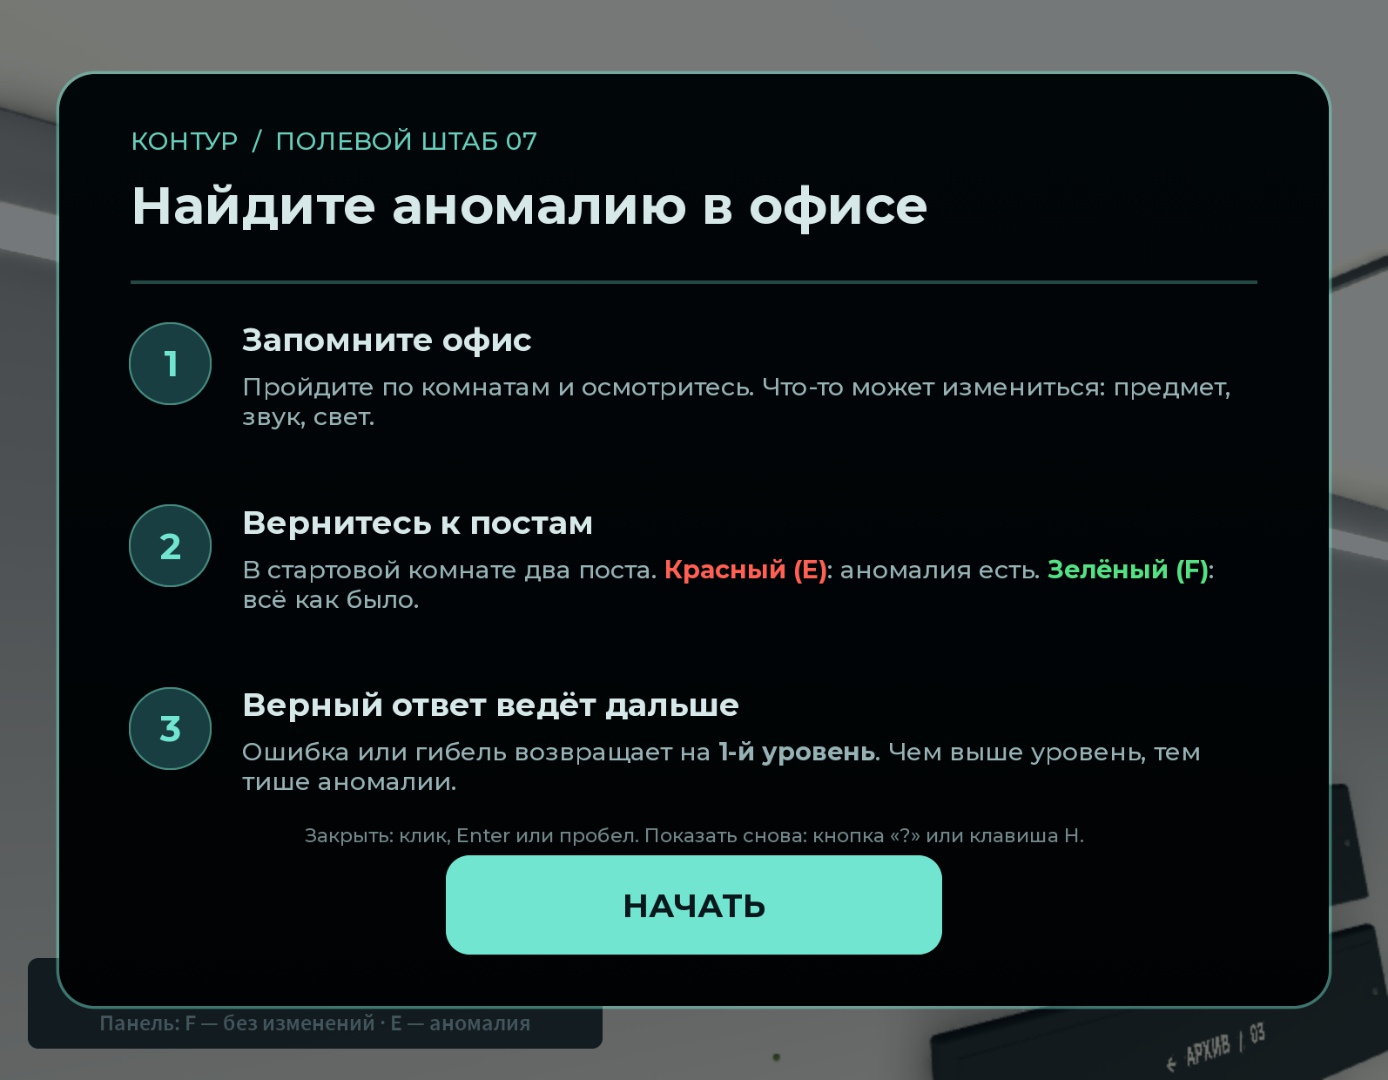 КОНТУР / ПОЛЕВОЙ ШТАБ 07
Найдите аномалию в офисе
1
Запомните офис
Пройдите по комнатам и осмотритесь. Что-то может измениться: предмет,
звук, свет.
2
Вернитесь к постам
В стартовой комнате два поста. Красный (E): аномалия есть. Зелёный (F):
всё как было.
3
Верный ответ ведёт дальше
Ошибка или гибель возвращает на 1-й уровень. Чем выше уровень, тем
тише аномалии.
Закрыть: клик, Enter или пробел. Показать снова: кнопка «?» или клавиша H.
НАЧАТЬ
Панель: F — без изменений · E — аномалия
← АРХИВ / 03